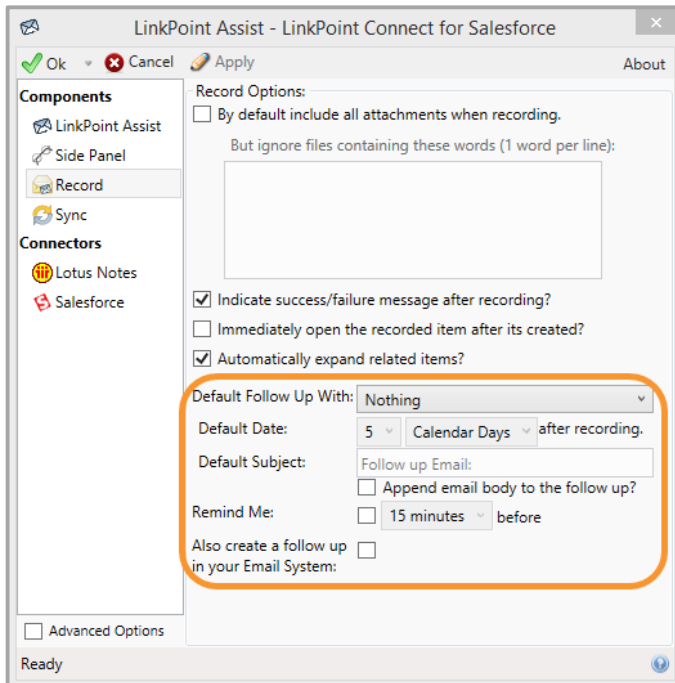 LinkPoint Assist - LinkPoint Connect for Salesforce
Ok Cancel Apply About
Components
LinkPoint Assist
Side Panel
Record
Sync
Connectors
Lotus Notes
Salesforce
Advanced Options
Record Options:
By default include all attachments when recording.
But ignore files containing these words (1 word per line):
Indicate success/failure message after recording?
Immediately open the recorded item after its created?
Automatically expand related items?
Default Follow Up With: Nothing
Default Date: 5 Calendar Days after recording.
Default Subject: Follow up Email:
Append email body to the follow up?
Remind Me: 15 minutes before
Also create a follow up
in your Email System:
Ready